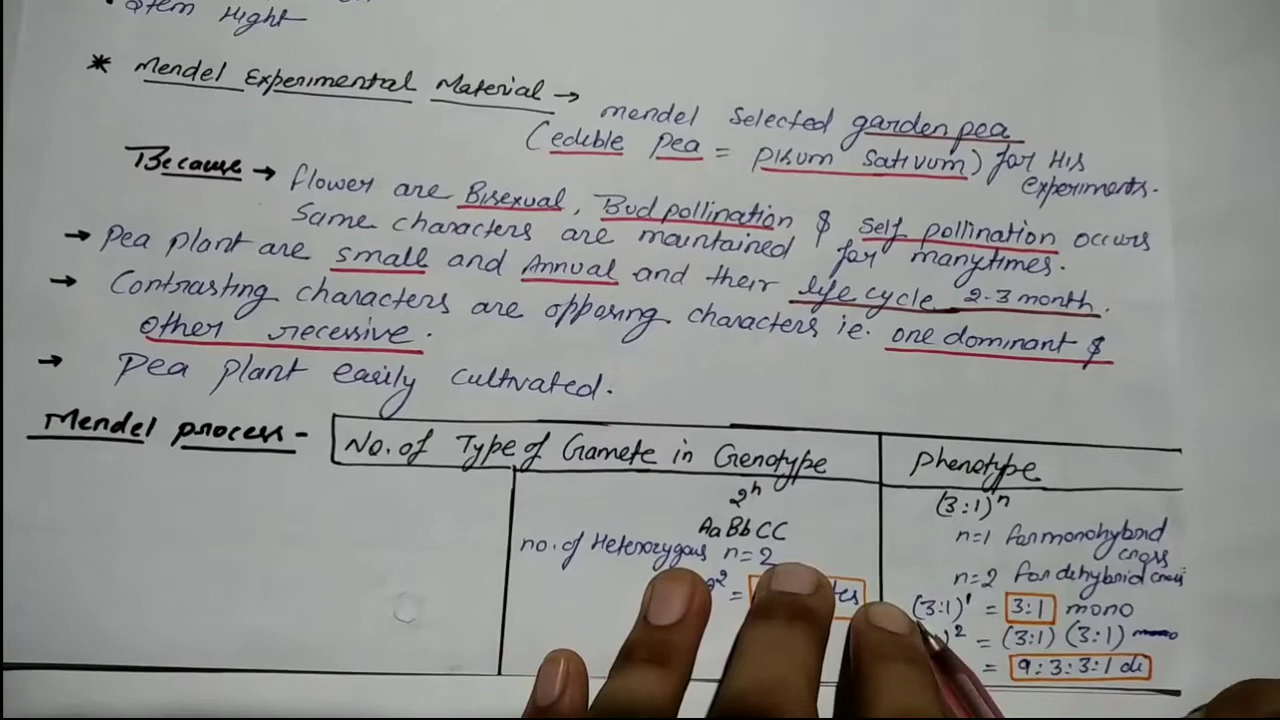 Stem Hight
* Mendel Experimental Material → mendel selected garden pea
(edible pea = pisum sativum) for His
experiments.
Because → flower are Bisexual, Bud pollination $ self pollination occurs
Same characters are maintained for manytimes.
→ Pea plant are small and Annual and their life cycle 2-3 month.
→ Contrasting characters are opposing characters ie. one dominant $
other recessive.
→ Pea plant easily cultivated.
Mendel process-
No. of Type of Gamete in Genotype
2ⁿ
AaBbCC
no. of Heterozygous n=2
2² =
Phenotype
(3:1)ⁿ
n=1 for monohybrid
cross
n=2 for dehybrid cross
(3:1)¹ = 3:1 mono
)² = (3:1) (3:1)
= 9:3:3:1 di